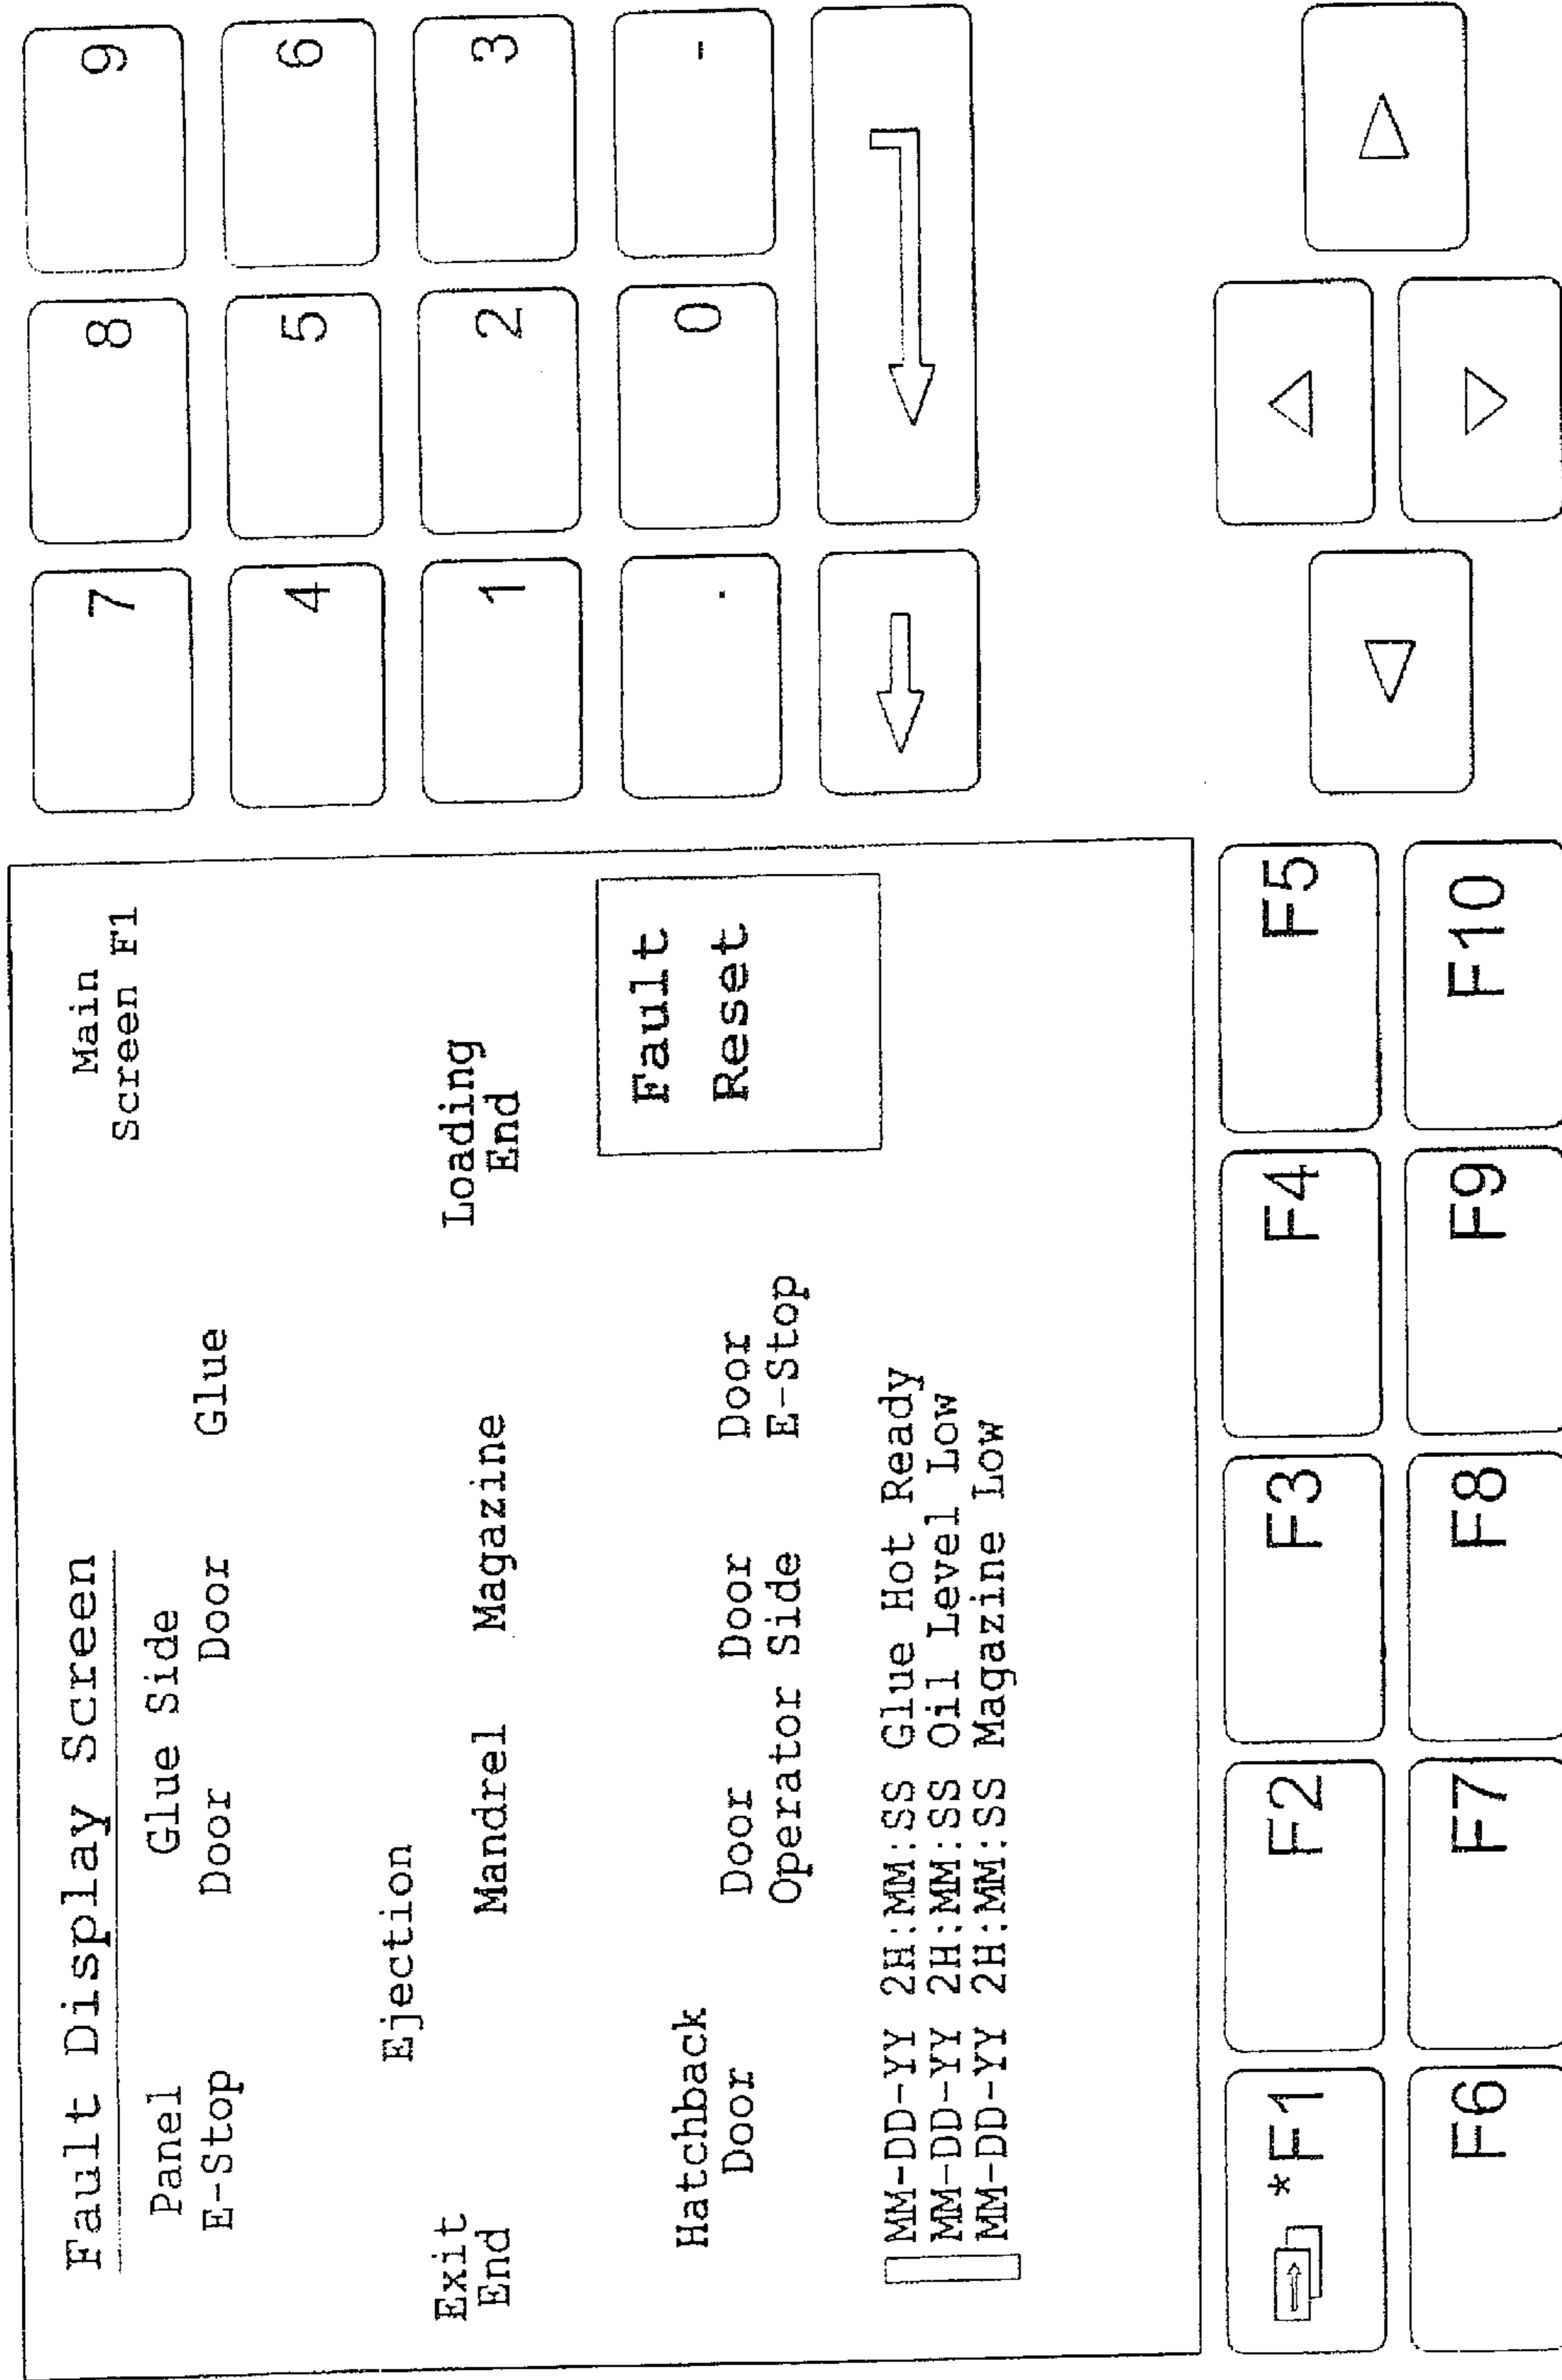 Fault Display Screen
Main
Screen F1
Panel
E-Stop
Glue Side
Door Door Glue
Ejection
Exit
End
Mandrel Magazine
Loading
End
Hatchback
Door
Door Door Door
Operator Side E-Stop
Fault
Reset
MM-DD-YY 2H:MM:SS Glue Hot Ready
MM-DD-YY 2H:MM:SS Oil Level Low
MM-DD-YY 2H:MM:SS Magazine Low
7 8 9
4 5 6
1 2 3
. 0 -
*F1 F2 F3 F4 F5
F6 F7 F8 F9 F10